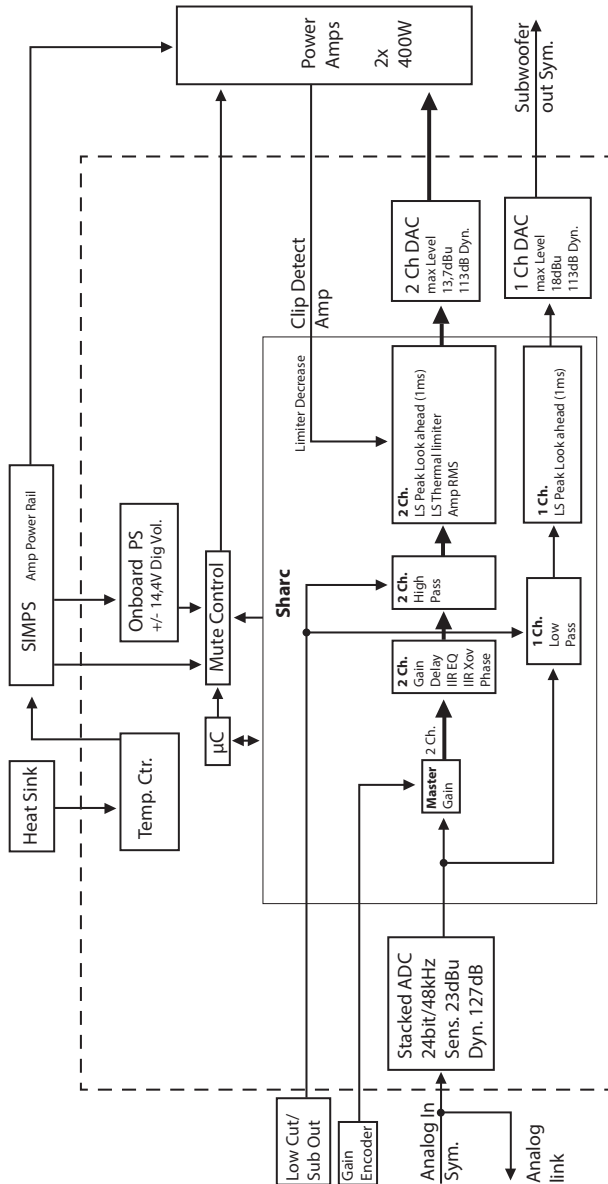 Heat Sink
Temp. Ctr.
SIMPS
Amp Power Rail
Onboard PS
+/- 14,4V Dig Vol.
µC
Mute Control
Power
Amps
2x
400W
Clip Detect
Amp
Limiter Decrease
Sharc
Low Cut/
Sub Out
Gain
Encoder
Analog In
Sym.
Analog
link
Stacked ADC
24bit/48kHz
Sens. 23dBu
Dyn. 127dB
Master
Gain
2 Ch.
2 Ch.
Gain
Delay
IIR EQ
IIR Xov
Phase
2 Ch.
High
Pass
2 Ch.
LS Peak Look ahead (1ms)
LS Thermal limiter
Amp RMS
2 Ch DAC
max Level
13,7dBu
113dB Dyn.
1 Ch.
Low
Pass
1 Ch.
LS Peak Look ahead (1ms)
1 Ch DAC
max Level
18dBu
113dB Dyn.
Subwoofer
out Sym.